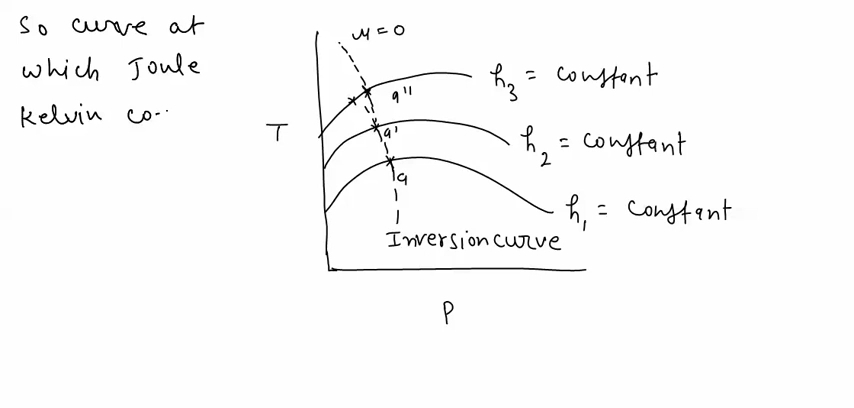 So curve at
which Joule
Kelvin co..
μ=0
h3 = constant
a"
T
a'
h2 = constant
a
h1 = constant
Inversion curve
P